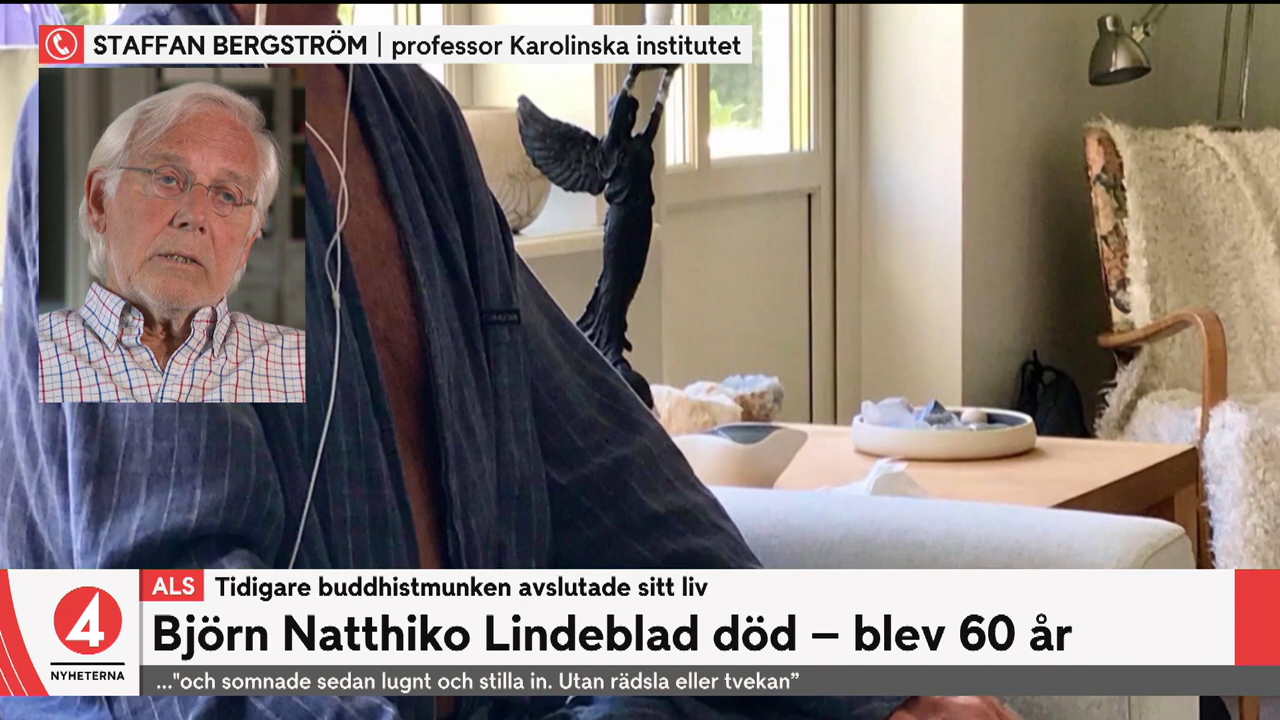 STAFFAN BERGSTRÖM | professor Karolinska institutet
ALS Tidigare buddhistmunken avslutade sitt liv
Björn Natthiko Lindeblad död – blev 60 år
4
NYHETERNA
..."och somnade sedan lugnt och stilla in. Utan rädsla eller tvekan”